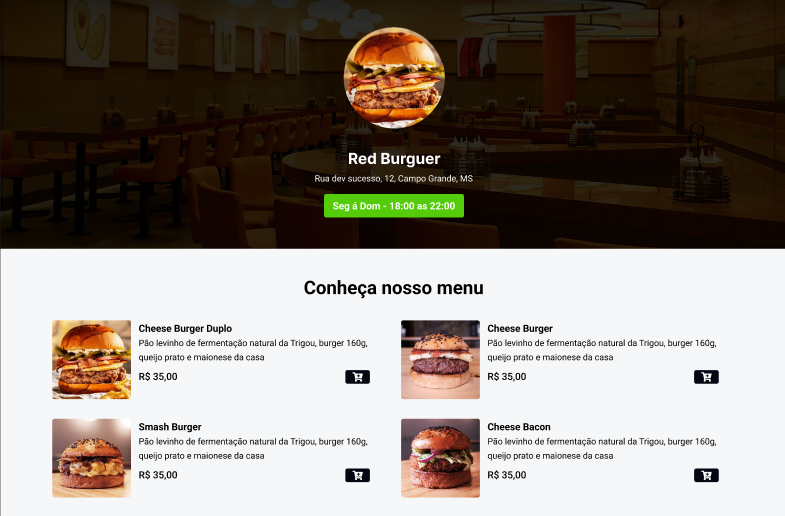 Red Burguer
Rua dev sucesso, 12, Campo Grande, MS
Seg á Dom - 18:00 as 22:00
Conheça nosso menu
Cheese Burger Duplo
Pão levinho de fermentação natural da Trigou, burger 160g,
queijo prato e maionese da casa
R$ 35,00
Cheese Burger
Pão levinho de fermentação natural da Trigou, burger 160g,
queijo prato e maionese da casa
R$ 35,00
Smash Burger
Pão levinho de fermentação natural da Trigou, burger 160g,
queijo prato e maionese da casa
R$ 35,00
Cheese Bacon
Pão levinho de fermentação natural da Trigou, burger 160g,
queijo prato e maionese da casa
R$ 35,00